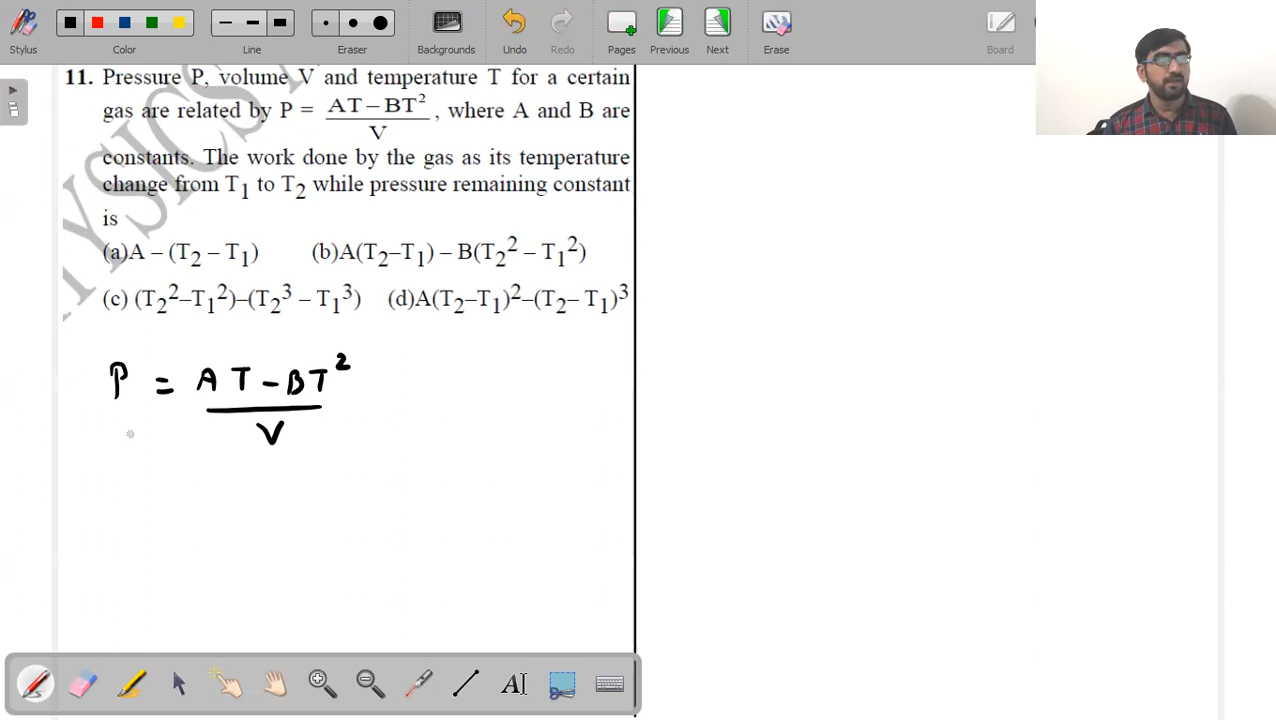 Stylus Color Line Eraser Backgrounds Undo Redo Pages Previous Next Erase Board
11. Pressure P, volume V and temperature T for a certain
gas are related by P = AT – BT² / V , where A and B are
constants. The work done by the gas as its temperature
change from T₁ to T₂ while pressure remaining constant
is
(a)A – (T₂ – T₁) (b)A(T₂–T₁) – B(T₂² – T₁²)
(c) (T₂²–T₁²)–(T₂³ – T₁³) (d)A(T₂–T₁)²–(T₂– T₁)³
P = AT – BT² / V